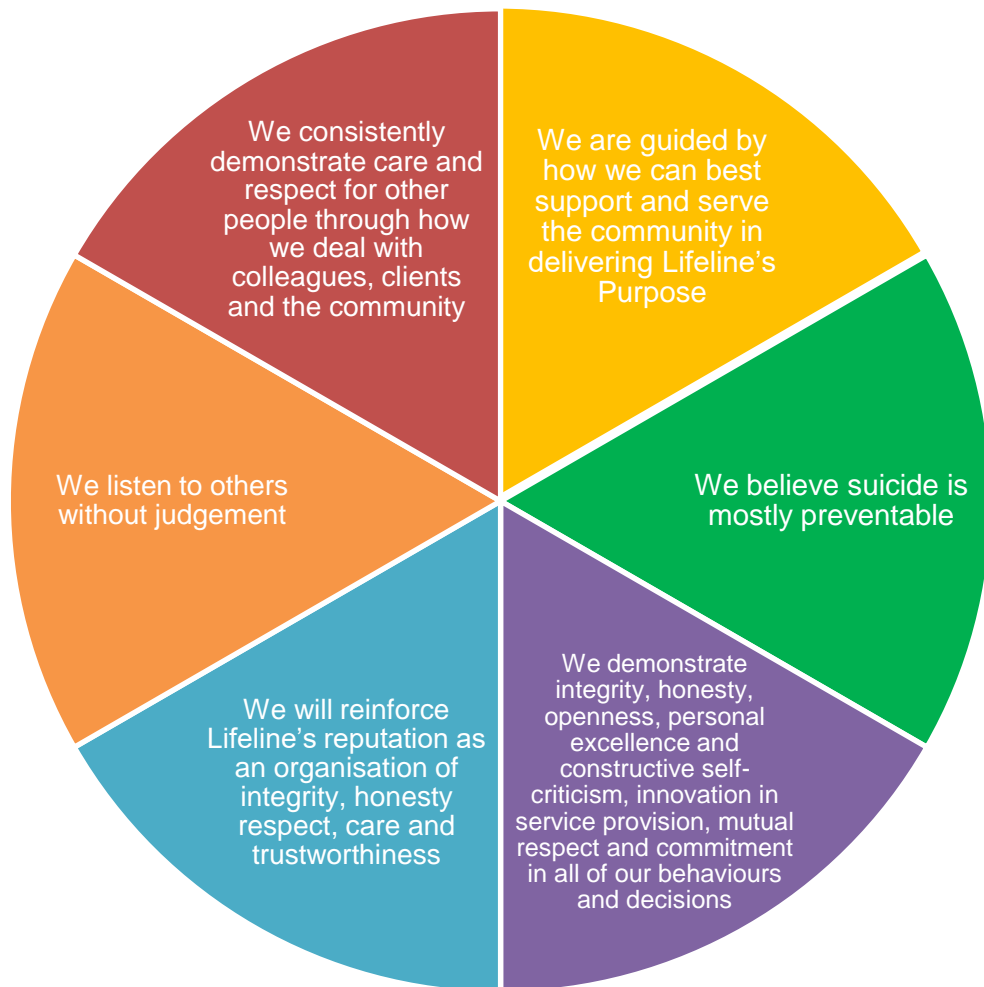 We are guided by
how we can best
support and serve
the community in
delivering Lifeline’s
Purpose
We believe suicide is
mostly preventable
We demonstrate
integrity, honesty,
openness, personal
excellence and
constructive self-
criticism, innovation in
service provision, mutual
respect and commitment
in all of our behaviours
and decisions
We will reinforce
Lifeline’s reputation as
an organisation of
integrity, honesty
respect, care and
trustworthiness
We listen to others
without judgement
We consistently
demonstrate care and
respect for other
people through how
we deal with
colleagues, clients
and the community